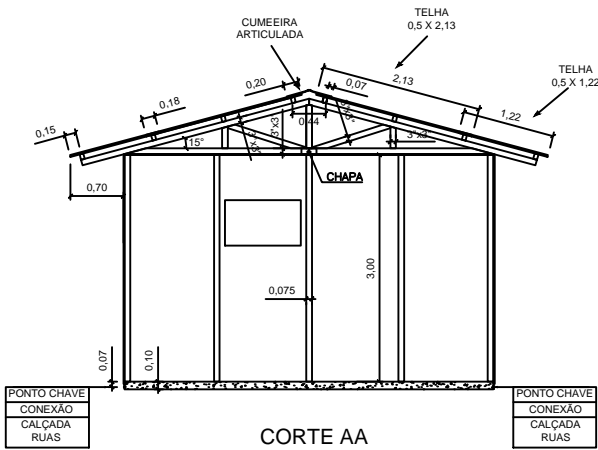 CUMEEIRA
ARTICULADA
TELHA
0,5 X 2,13
TELHA
0,5 X 1,22
0,20
0,07
2,13
0,18
1,22
0,15
0,44
15°
3"x3"
3"x3"
0,70
CHAPA
3,00
0,075
0,07
0,10
PONTO CHAVE
CONEXÃO
CALÇADA
RUAS
PONTO CHAVE
CONEXÃO
CALÇADA
RUAS
CORTE AA